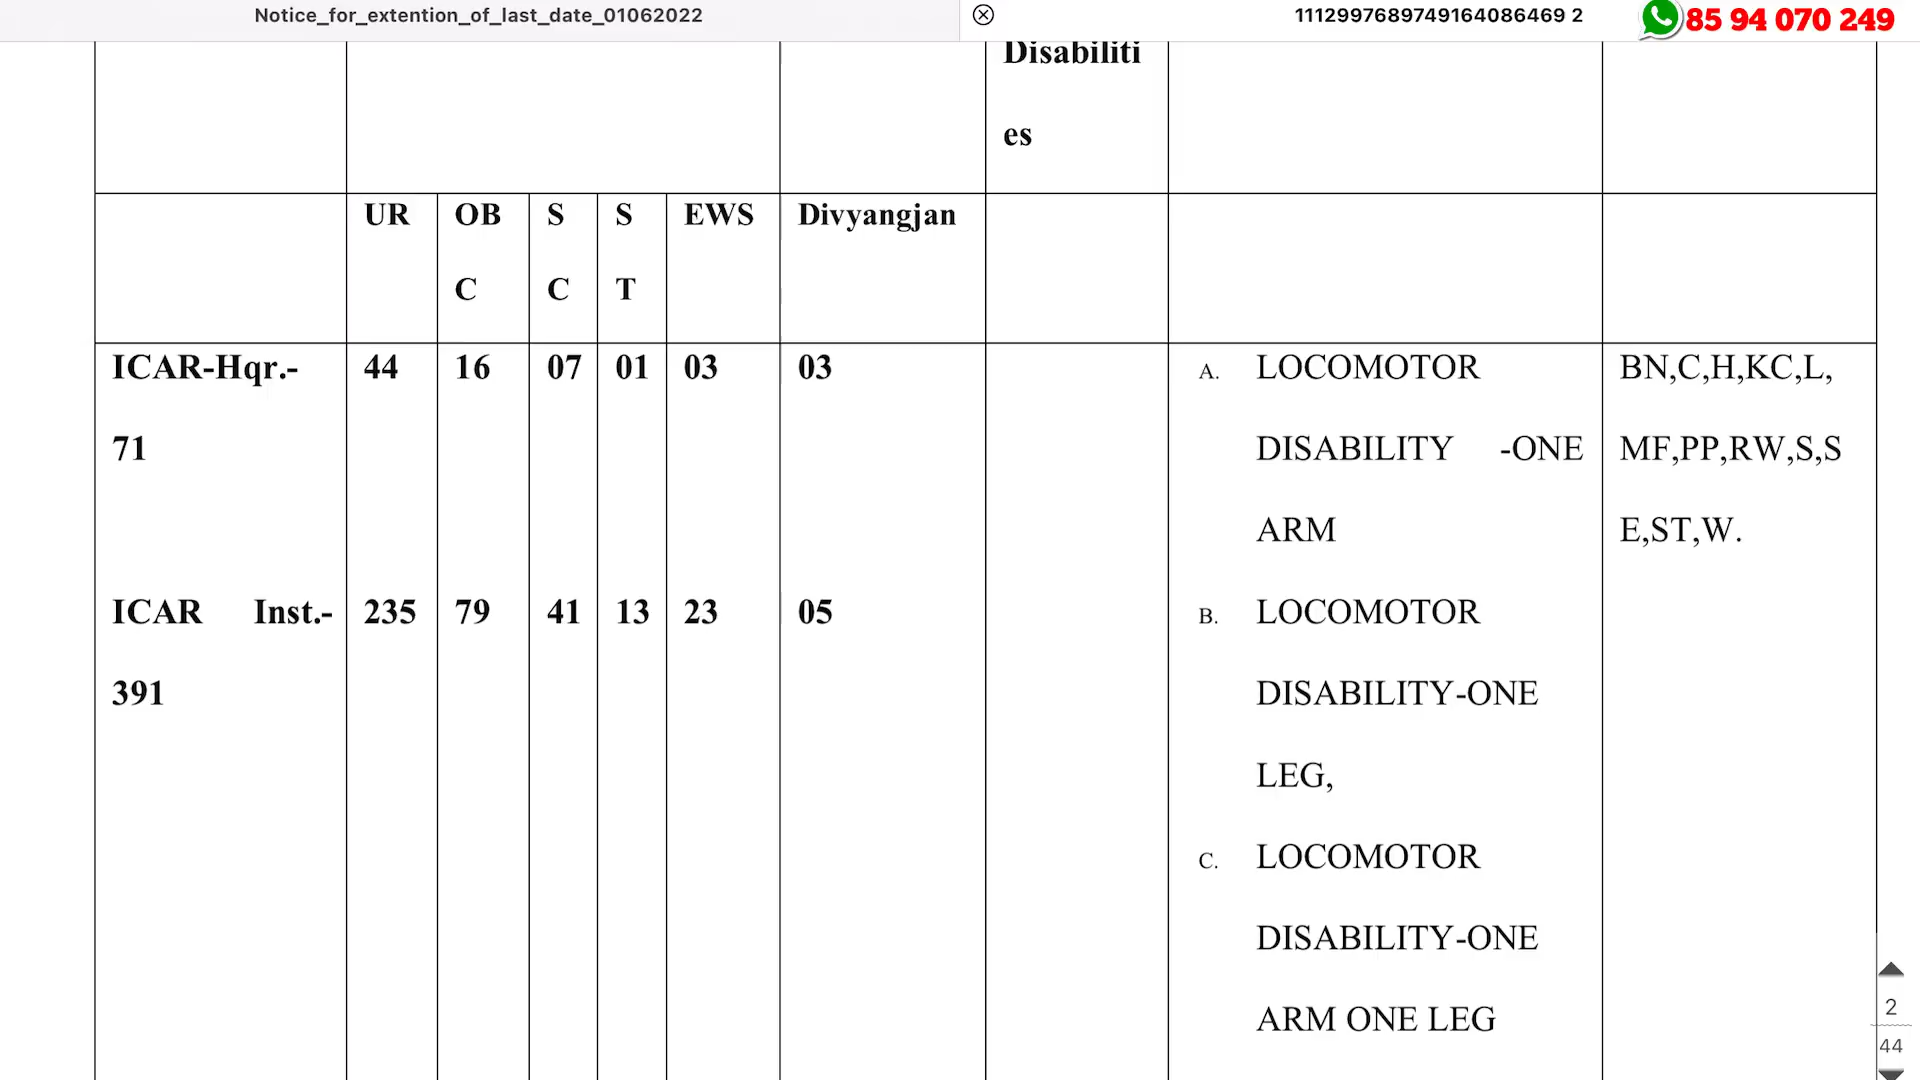 Notice_for_extention_of_last_date_01062022
1112997689749164086469 2
85 94 070 249
Disabiliti
es
UR OB S S EWS Divyangjan
C C T
ICAR-Hqr.- 44 16 07 01 03 03 A. LOCOMOTOR BN,C,H,KC,L,
71 DISABILITY -ONE MF,PP,RW,S,S
ARM E,ST,W.
ICAR Inst.- 235 79 41 13 23 05 B. LOCOMOTOR
391 DISABILITY-ONE
LEG,
C. LOCOMOTOR
DISABILITY-ONE
ARM ONE LEG
2
44